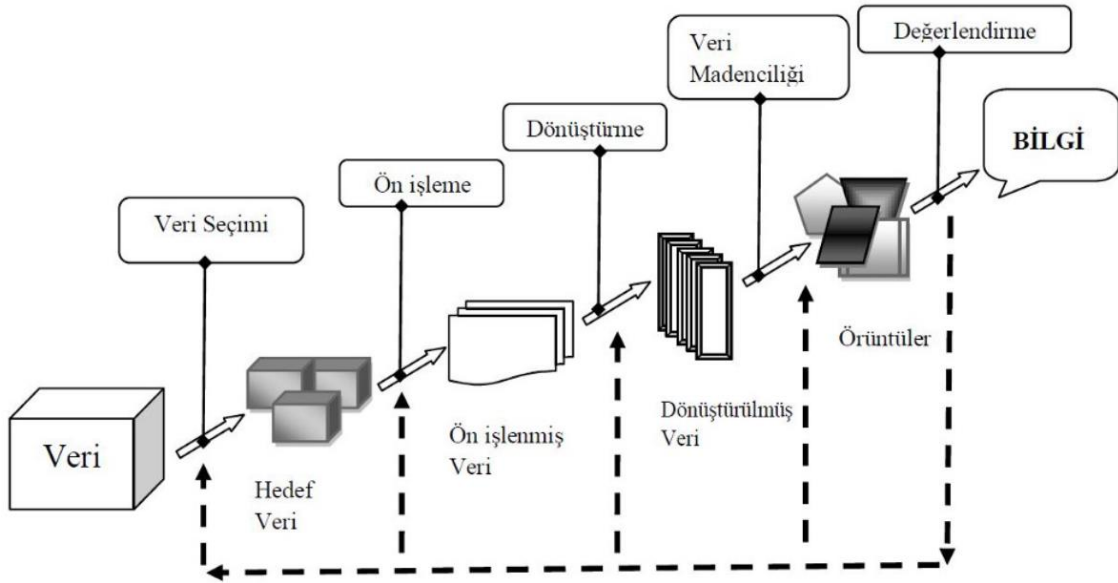 Değerlendirme
Veri
Madenciliği
BİLGİ
Dönüştürme
Ön işleme
Veri Seçimi
Örüntüler
Dönüştürülmüş
Veri
Ön işlenmiş
Veri
Veri
Hedef
Veri